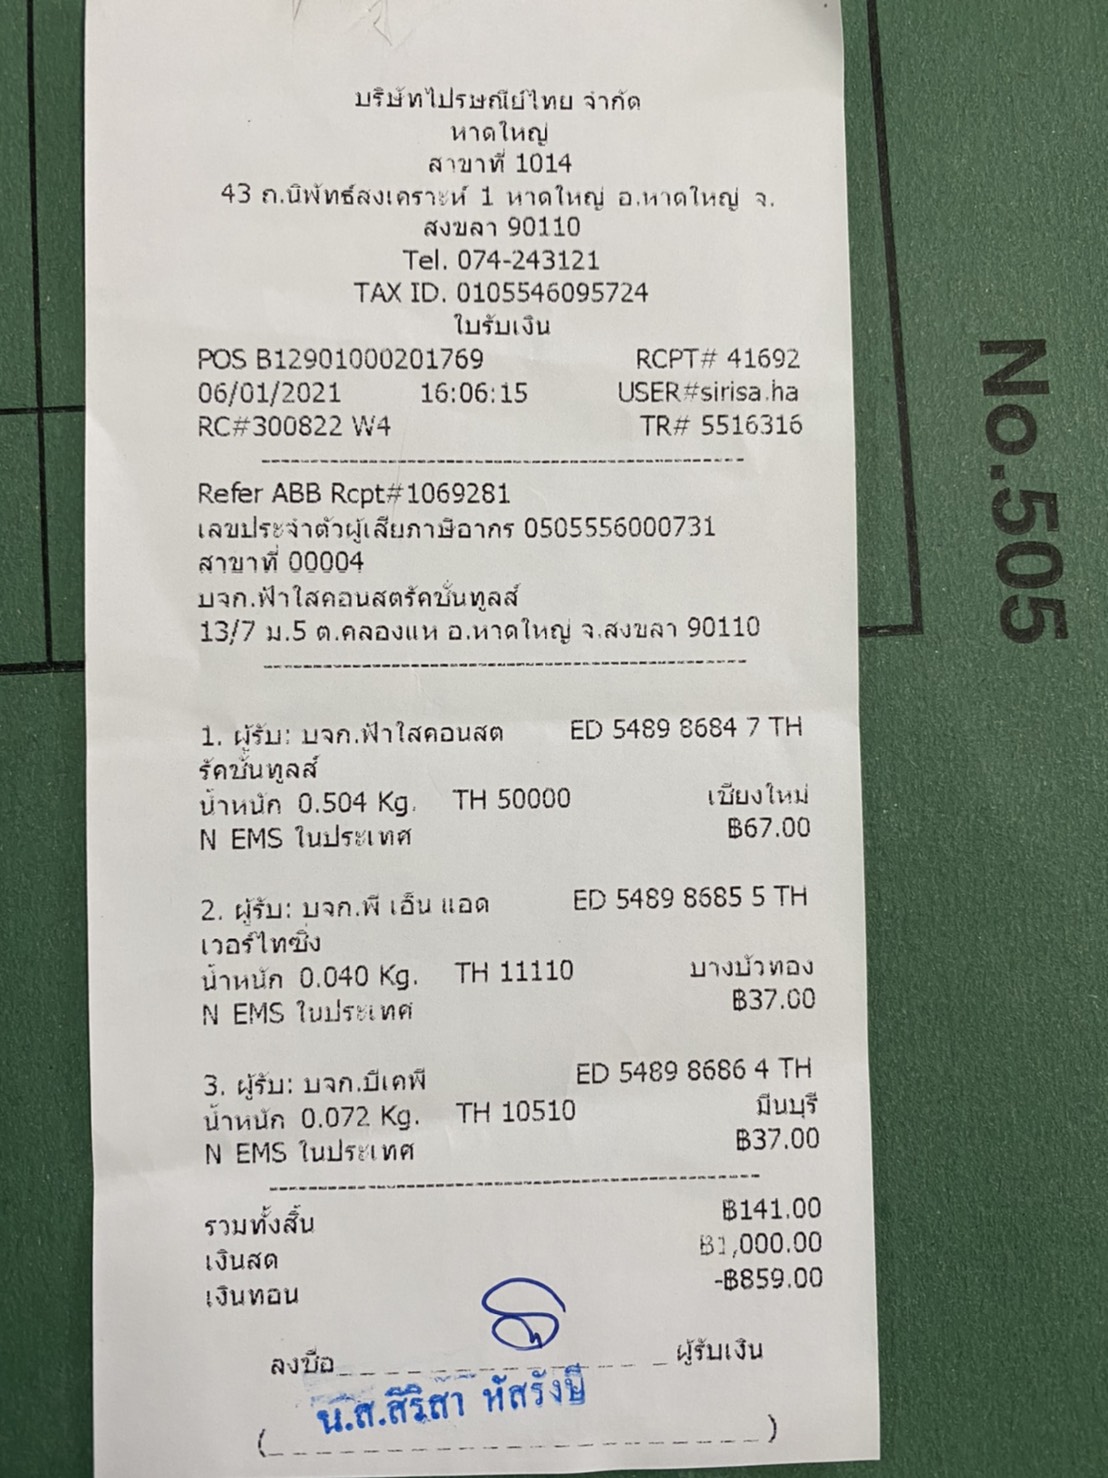 บริษัทไปรษณีย์ไทย จำกัด
หาดใหญ่
สาขาที่ 1014
43 ถ.นิพัทธ์สงเคราะห์ 1 หาดใหญ่ อ.หาดใหญ่ จ.
สงขลา 90110
Tel. 074-243121
TAX ID. 0105546095724
ใบรับเงิน
POS B12901000201769 RCPT# 41692
06/01/2021 16:06:15 USER#sirisa.ha
RC#300822 W4 TR# 5516316
Refer ABB Rcpt#1069281
เลขประจำตัวผู้เสียภาษีอากร 0505556000731
สาขาที่ 00004
บจก.ฟ้าใสคอนสตรัคชั่นทูลส์
13/7 ม.5 ต.คลองแห อ.หาดใหญ่ จ.สงขลา 90110
1. ผู้รับ: บจก.ฟ้าใสคอนสต ED 5489 8684 7 TH
รัคชั่นทูลส์
น้ำหนัก 0.504 Kg. TH 50000 เชียงใหม่
N EMS ในประเทศ ฿67.00
2. ผู้รับ: บจก.พี เอ็น แอด ED 5489 8685 5 TH
เวอร์ไทซิ่ง
น้ำหนัก 0.040 Kg. TH 11110 บางบัวทอง
N EMS ในประเทศ ฿37.00
3. ผู้รับ: บจก.บีเคพี ED 5489 8686 4 TH
น้ำหนัก 0.072 Kg. TH 10510 มีนบุรี
N EMS ในประเทศ ฿37.00
รวมทั้งสิ้น ฿141.00
เงินสด ฿1,000.00
เงินทอน -฿859.00
ลงชื่อ ผู้รับเงิน
น.ส.สิริสา หัสรังษี
( )
No.505